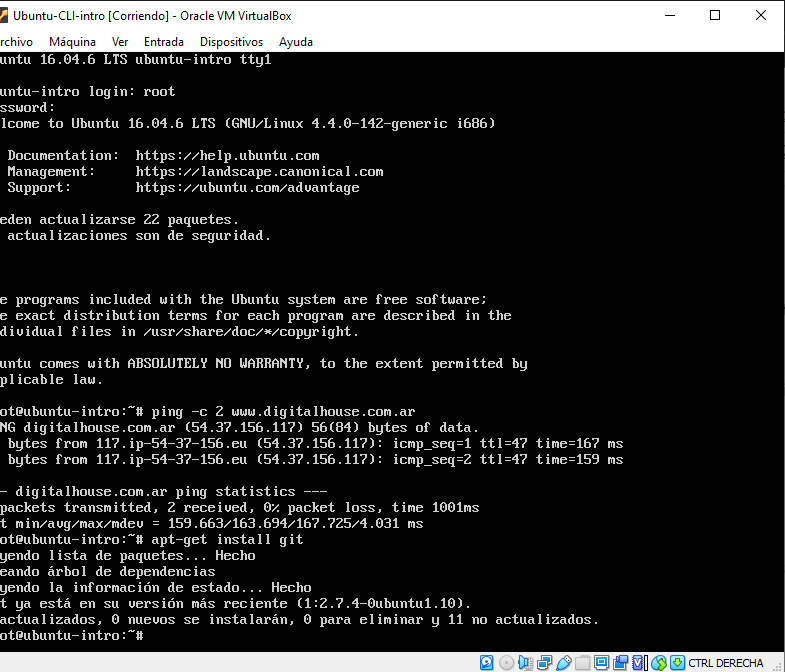 Ubuntu-CLI-intro [Corriendo] - Oracle VM VirtualBox
rchivo Máquina Ver Entrada Dispositivos Ayuda
untu 16.04.6 LTS ubuntu-intro tty1
untu-intro login: root
ssword:
lcome to Ubuntu 16.04.6 LTS (GNU/Linux 4.4.0-142-generic i686)
Documentation: https://help.ubuntu.com
Management: https://landscape.canonical.com
Support: https://ubuntu.com/advantage
eden actualizarse 22 paquetes.
actualizaciones son de seguridad.
e programs included with the Ubuntu system are free software;
e exact distribution terms for each program are described in the
dividual files in /usr/share/doc/*/copyright.
untu comes with ABSOLUTELY NO WARRANTY, to the extent permitted by
plicable law.
ot@ubuntu-intro:~# ping -c 2 www.digitalhouse.com.ar
NG digitalhouse.com.ar (54.37.156.117) 56(84) bytes of data.
bytes from 117.ip-54-37-156.eu (54.37.156.117): icmp_seq=1 ttl=47 time=167 ms
bytes from 117.ip-54-37-156.eu (54.37.156.117): icmp_seq=2 ttl=47 time=159 ms
- digitalhouse.com.ar ping statistics ---
packets transmitted, 2 received, 0% packet loss, time 1001ms
t min/avg/max/mdev = 159.663/163.694/167.725/4.031 ms
ot@ubuntu-intro:~# apt-get install git
yendo lista de paquetes... Hecho
eando árbol de dependencias
yendo la información de estado... Hecho
t ya está en su versión más reciente (1:2.7.4-0ubuntu1.10).
actualizados, 0 nuevos se instalarán, 0 para eliminar y 11 no actualizados.
ot@ubuntu-intro:~#
CTRL DERECHA